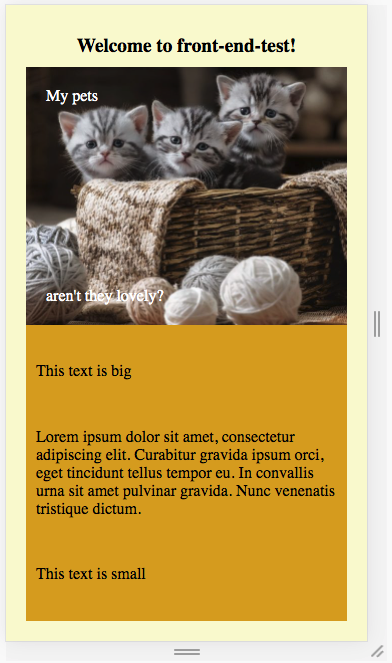 Welcome to front-end-test!
My pets
aren't they lovely?
This text is big
Lorem ipsum dolor sit amet, consectetur
adipiscing elit. Curabitur gravida ipsum orci,
eget tincidunt tellus tempor eu. In convallis
urna sit amet pulvinar gravida. Nunc venenatis
tristique dictum.
This text is small